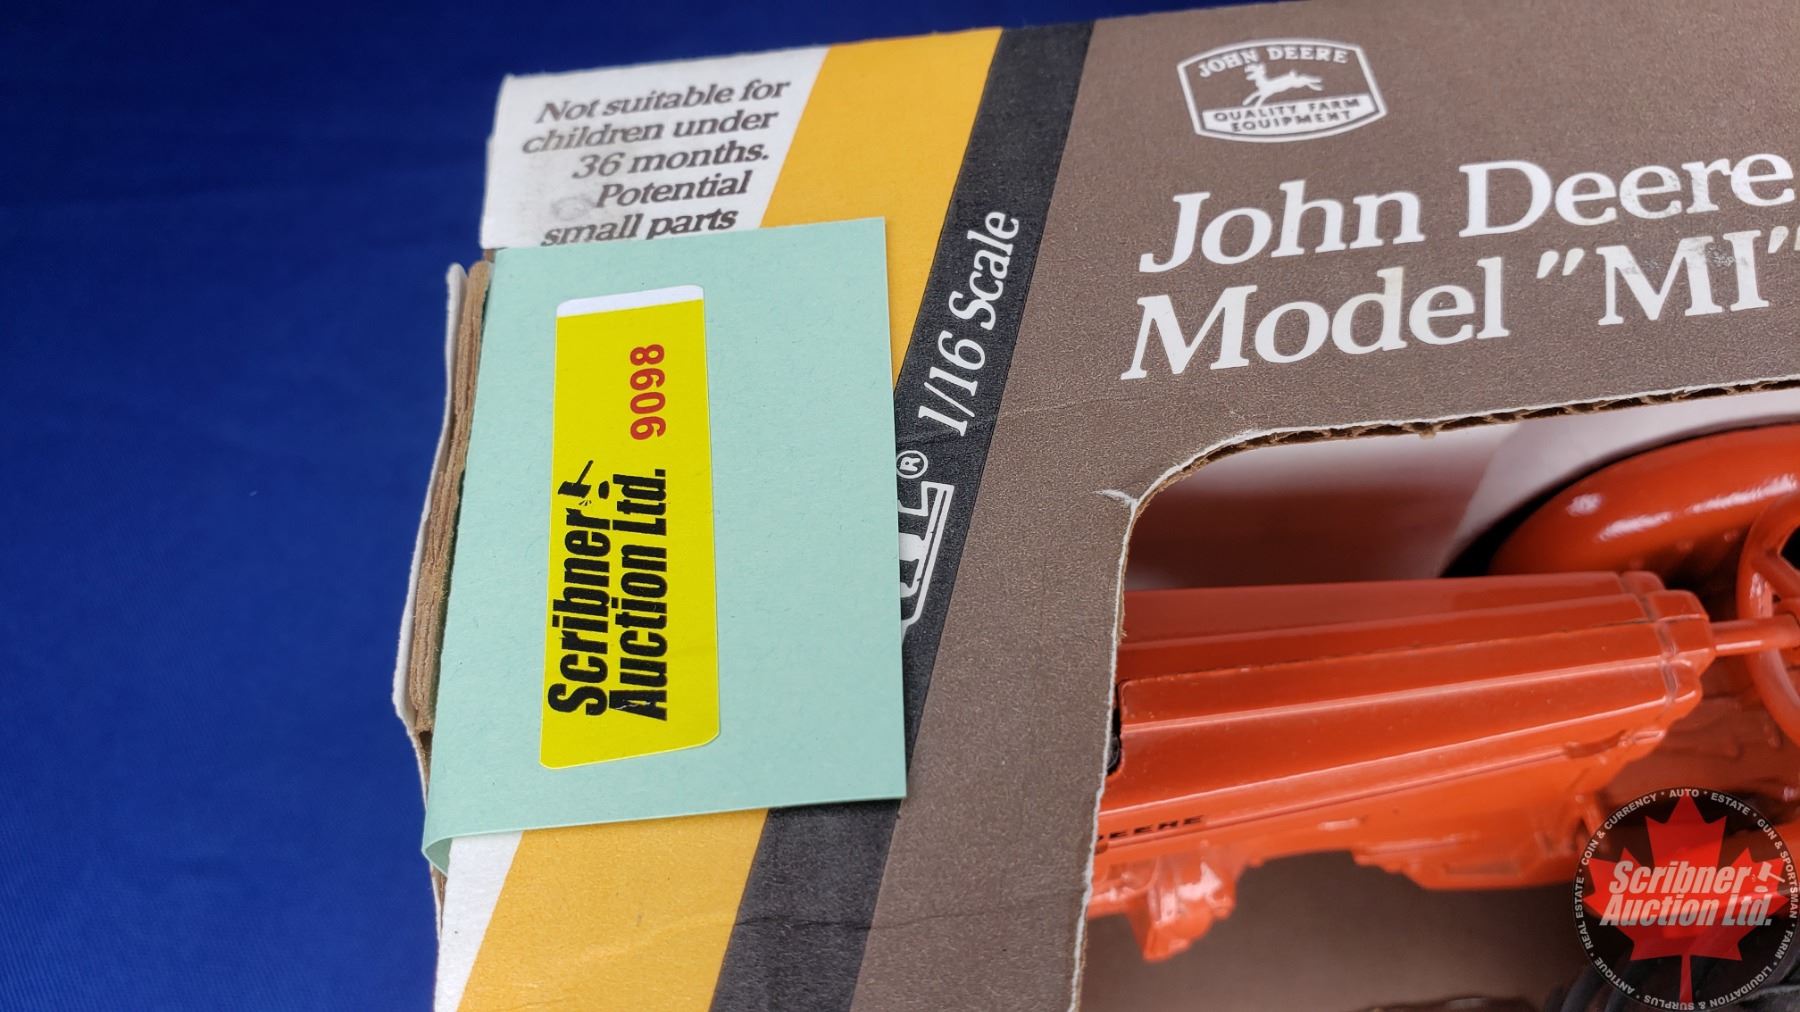 Not suitable for
children under
36 months.
Potential
small parts
Scribner
Auction Ltd.
9098
1/16 Scale
JOHN DEERE
QUALITY FARM
EQUIPMENT
John Deere
Model "MI"
ANTIQUE • REAL ESTATE • COIN & CURRENCY • AUTO • ESTATE • GUN & SPORTSMAN • FARM • LIQUIDATION & SURPLUS •
Scribner
Auction Ltd.